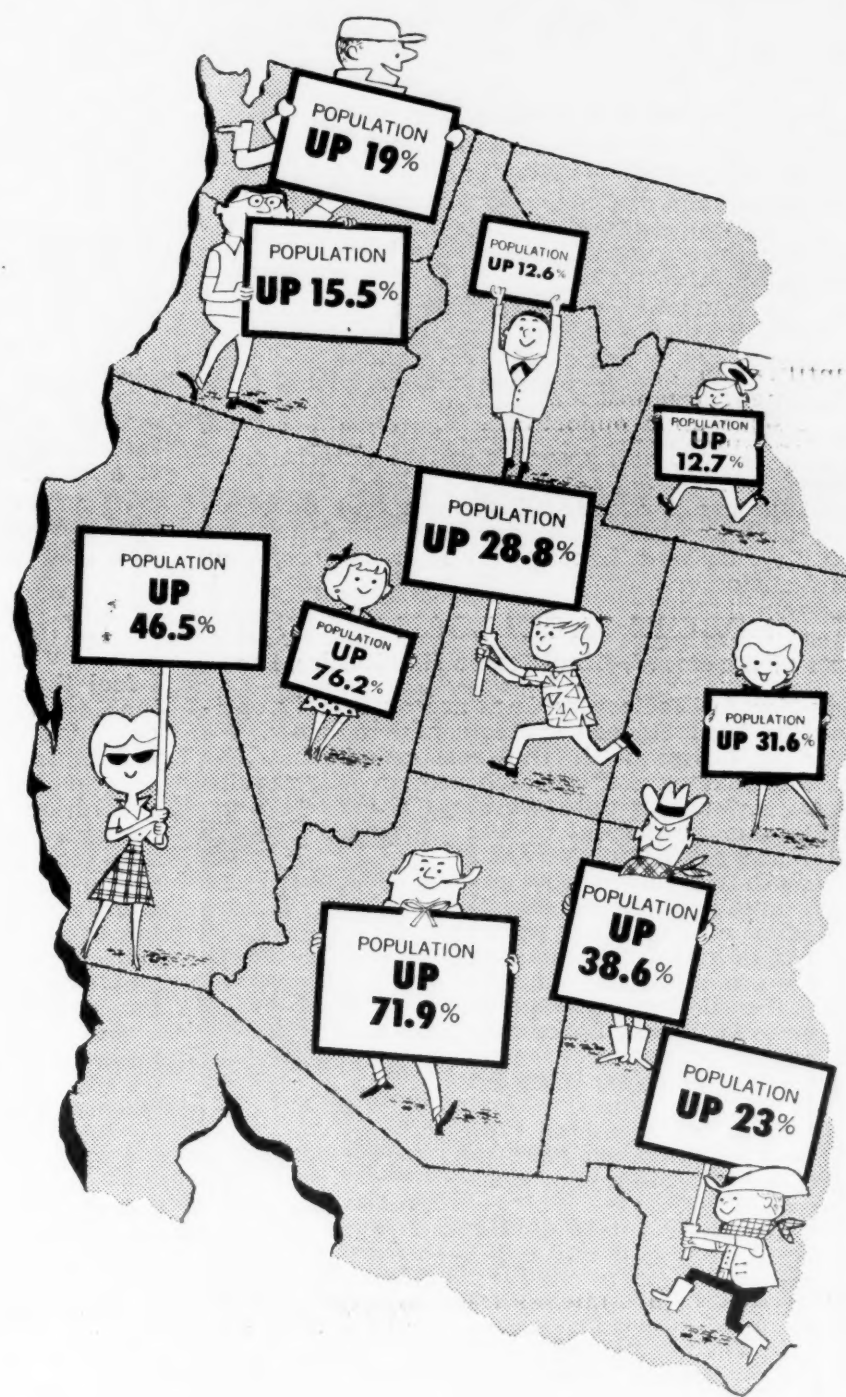 POPULATION
UP 19%
POPULATION
UP 15.5%
POPULATION
UP 12.6%
POPULATION
UP
12.7%
POPULATION
UP 28.8%
POPULATION
UP
46.5%
POPULATION
UP
76.2%
POPULATION
UP 31.6%
POPULATION
UP
38.6%
POPULATION
UP
71.9%
POPULATION
UP 23%